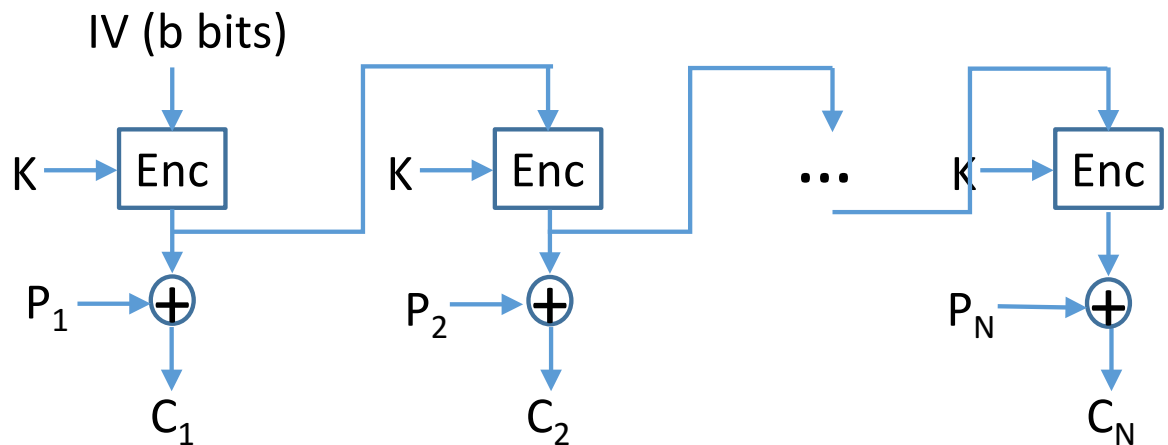 IV (b bits)
K Enc K Enc ... K Enc
P1 + P2 + PN +
C1 C2 CN